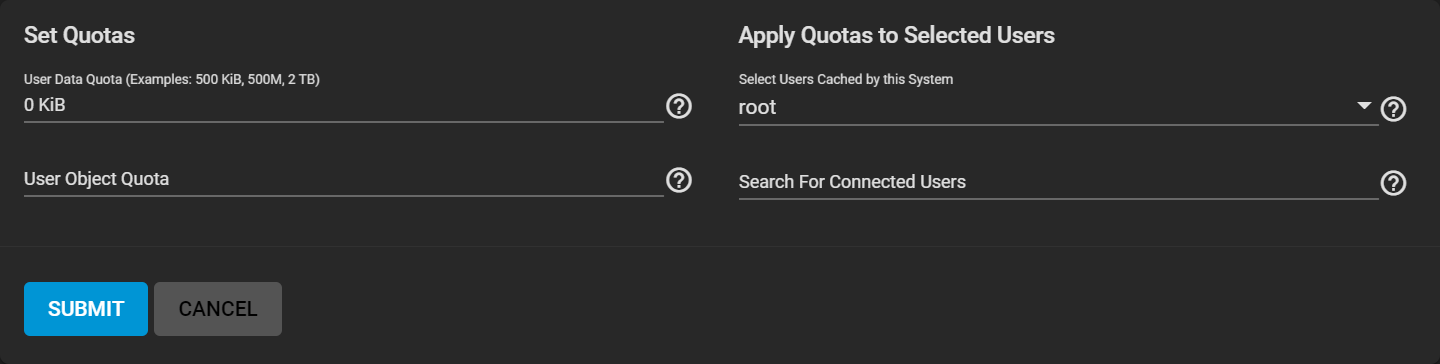 Set Quotas
User Data Quota (Examples: 500 KiB, 500M, 2 TB)
0 KiB
User Object Quota
Apply Quotas to Selected Users
Select Users Cached by this System
root
Search For Connected Users
SUBMIT
CANCEL